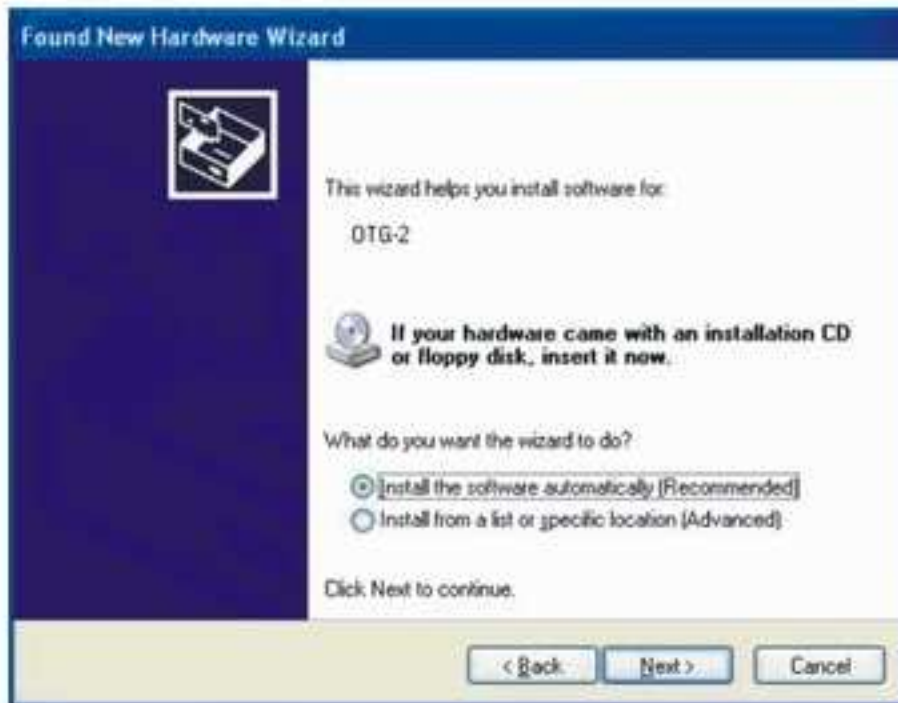 Found New Hardware Wizard
This wizard helps you install software for:
OTG-2
If your hardware came with an installation CD
or floppy disk, insert it now.
What do you want the wizard to do?
Install the software automatically (Recommended)
Install from a list or specific location (Advanced)
Click Next to continue.
< Back Next > Cancel